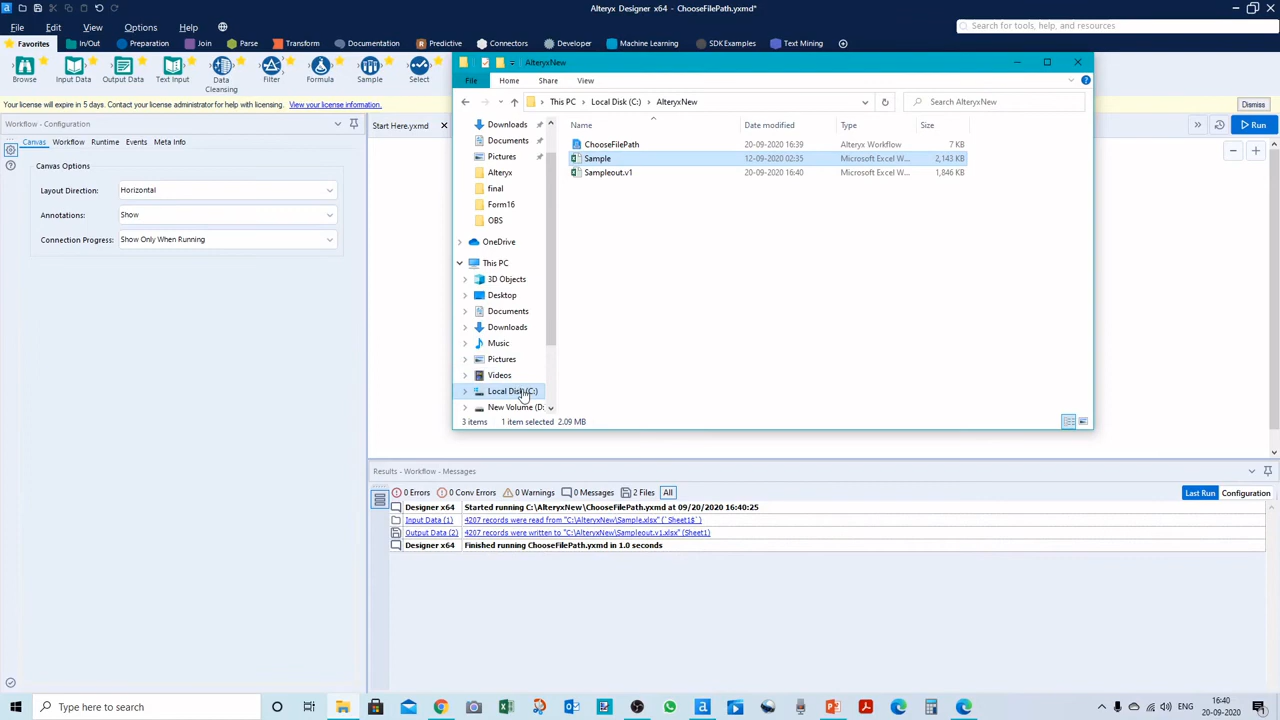 Alteryx Designer x64 - ChooseFilePath.yxmd*
File Edit View Options Help
Search for tools, help, and resources
Favorites In/Out Preparation Join Parse Transform Documentation Predictive Connectors Developer Machine Learning SDK Examples Text Mining
Browse Input Data Output Data Text Input Data Cleansing Filter Formula Sample Select
Your license will expire in 5 days. Contact your license administrator for help with licensing. View your license information. Dismiss
Workflow - Configuration
Start Here.yxmd
Run
Canvas Workflow Runtime Events Meta Info
Canvas Options
Layout Direction: Horizontal
Annotations: Show
Connection Progress: Show Only When Running
AlteryxNew
File Home Share View
This PC Local Disk (C:) AlteryxNew
Search AlteryxNew
Name Date modified Type Size
ChooseFilePath 20-09-2020 16:39 Alteryx Workflow 7 KB
Sample 12-09-2020 02:35 Microsoft Excel W... 2,143 KB
Sampleout.v1 20-09-2020 16:40 Microsoft Excel W... 1,846 KB
Downloads
Documents
Pictures
Alteryx
final
Form16
OBS
OneDrive
This PC
3D Objects
Desktop
Documents
Downloads
Music
Pictures
Videos
Local Disk (C:)
New Volume (D:
3 items 1 item selected 2.09 MB
Results - Workflow - Messages
0 Errors 0 Conv Errors 0 Warnings 0 Messages 2 Files All
Last Run Configuration
Designer x64 Started running C:\AlteryxNew\ChooseFilePath.yxmd at 09/20/2020 16:40:25
Input Data (1) 4207 records were read from "C:\AlteryxNew\Sample.xlsx" (`Sheet1$`)
Output Data (2) 4207 records were written to "C:\AlteryxNew\Sampleout.v1.xlsx" (Sheet1)
Designer x64 Finished running ChooseFilePath.yxmd in 1.0 seconds
Type here to search
ENG
16:40
20-09-2020